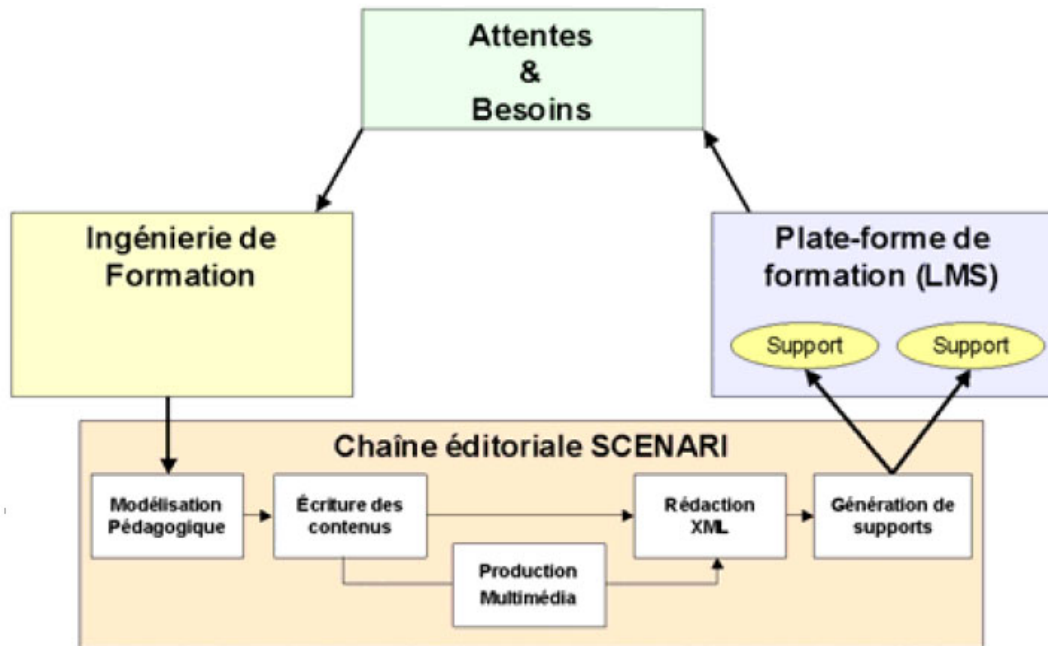 Attentes
&
Besoins
Ingénierie de
Formation
Plate-forme de
formation (LMS)
Support
Support
Chaîne éditoriale SCENARI
Modélisation
Pédagogique
Écriture des
contenus
Production
Multimédia
Rédaction
XML
Génération de
supports